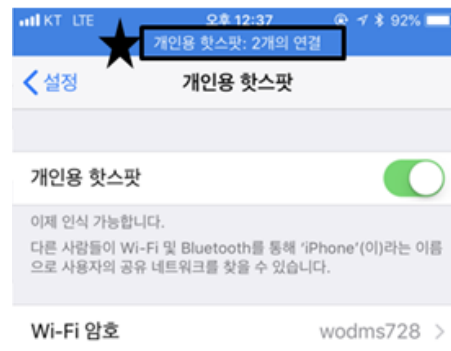 KT LTE 오후 12:37 92%
개인용 핫스팟: 2개의 연결
설정 개인용 핫스팟
개인용 핫스팟
이제 인식 가능합니다.
다른 사람들이 Wi-Fi 및 Bluetooth를 통해 ‘iPhone’(이)라는 이름
으로 사용자의 공유 네트워크를 찾을 수 있습니다.
Wi-Fi 암호 wodms728